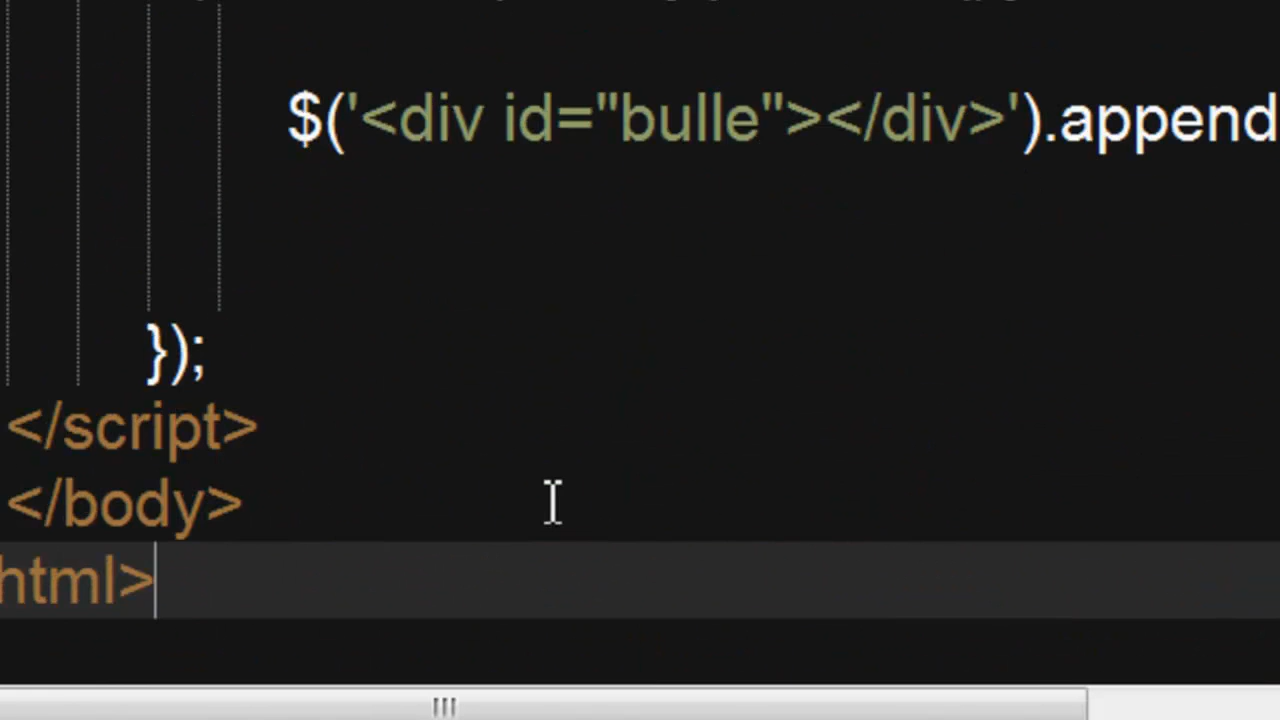 $('<div id="bulle"></div>').append
});
</script>
</body>
html>